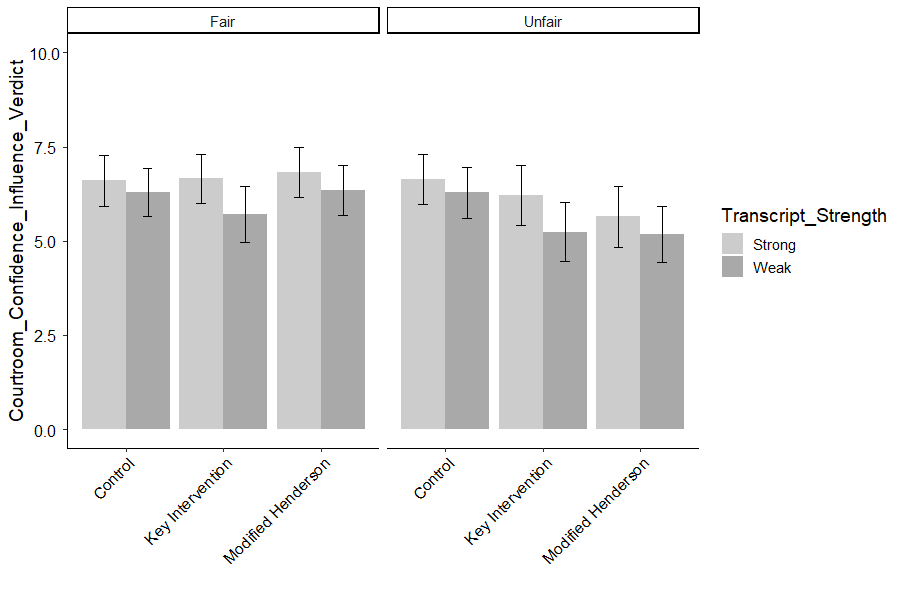 Fair
Unfair
Courtroom_Confidence_Influence_Verdict
10.0
7.5
5.0
2.5
0.0
Control
Key Intervention
Modified Henderson
Control
Key Intervention
Modified Henderson
Transcript_Strength
Strong
Weak